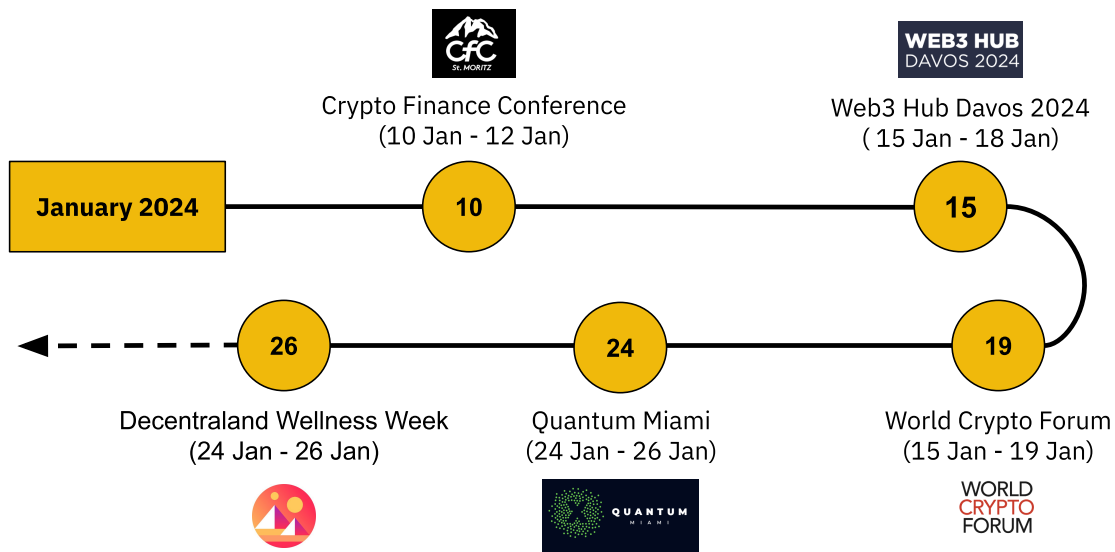 CfC
St. MORITZ
WEB3 HUB
DAVOS 2024
Crypto Finance Conference
(10 Jan - 12 Jan)
Web3 Hub Davos 2024
( 15 Jan - 18 Jan)
January 2024
10
15
26
24
19
Decentraland Wellness Week
(24 Jan - 26 Jan)
Quantum Miami
(24 Jan - 26 Jan)
World Crypto Forum
(15 Jan - 19 Jan)
QUANTUM
MIAMI
WORLD
CRYPTO
FORUM